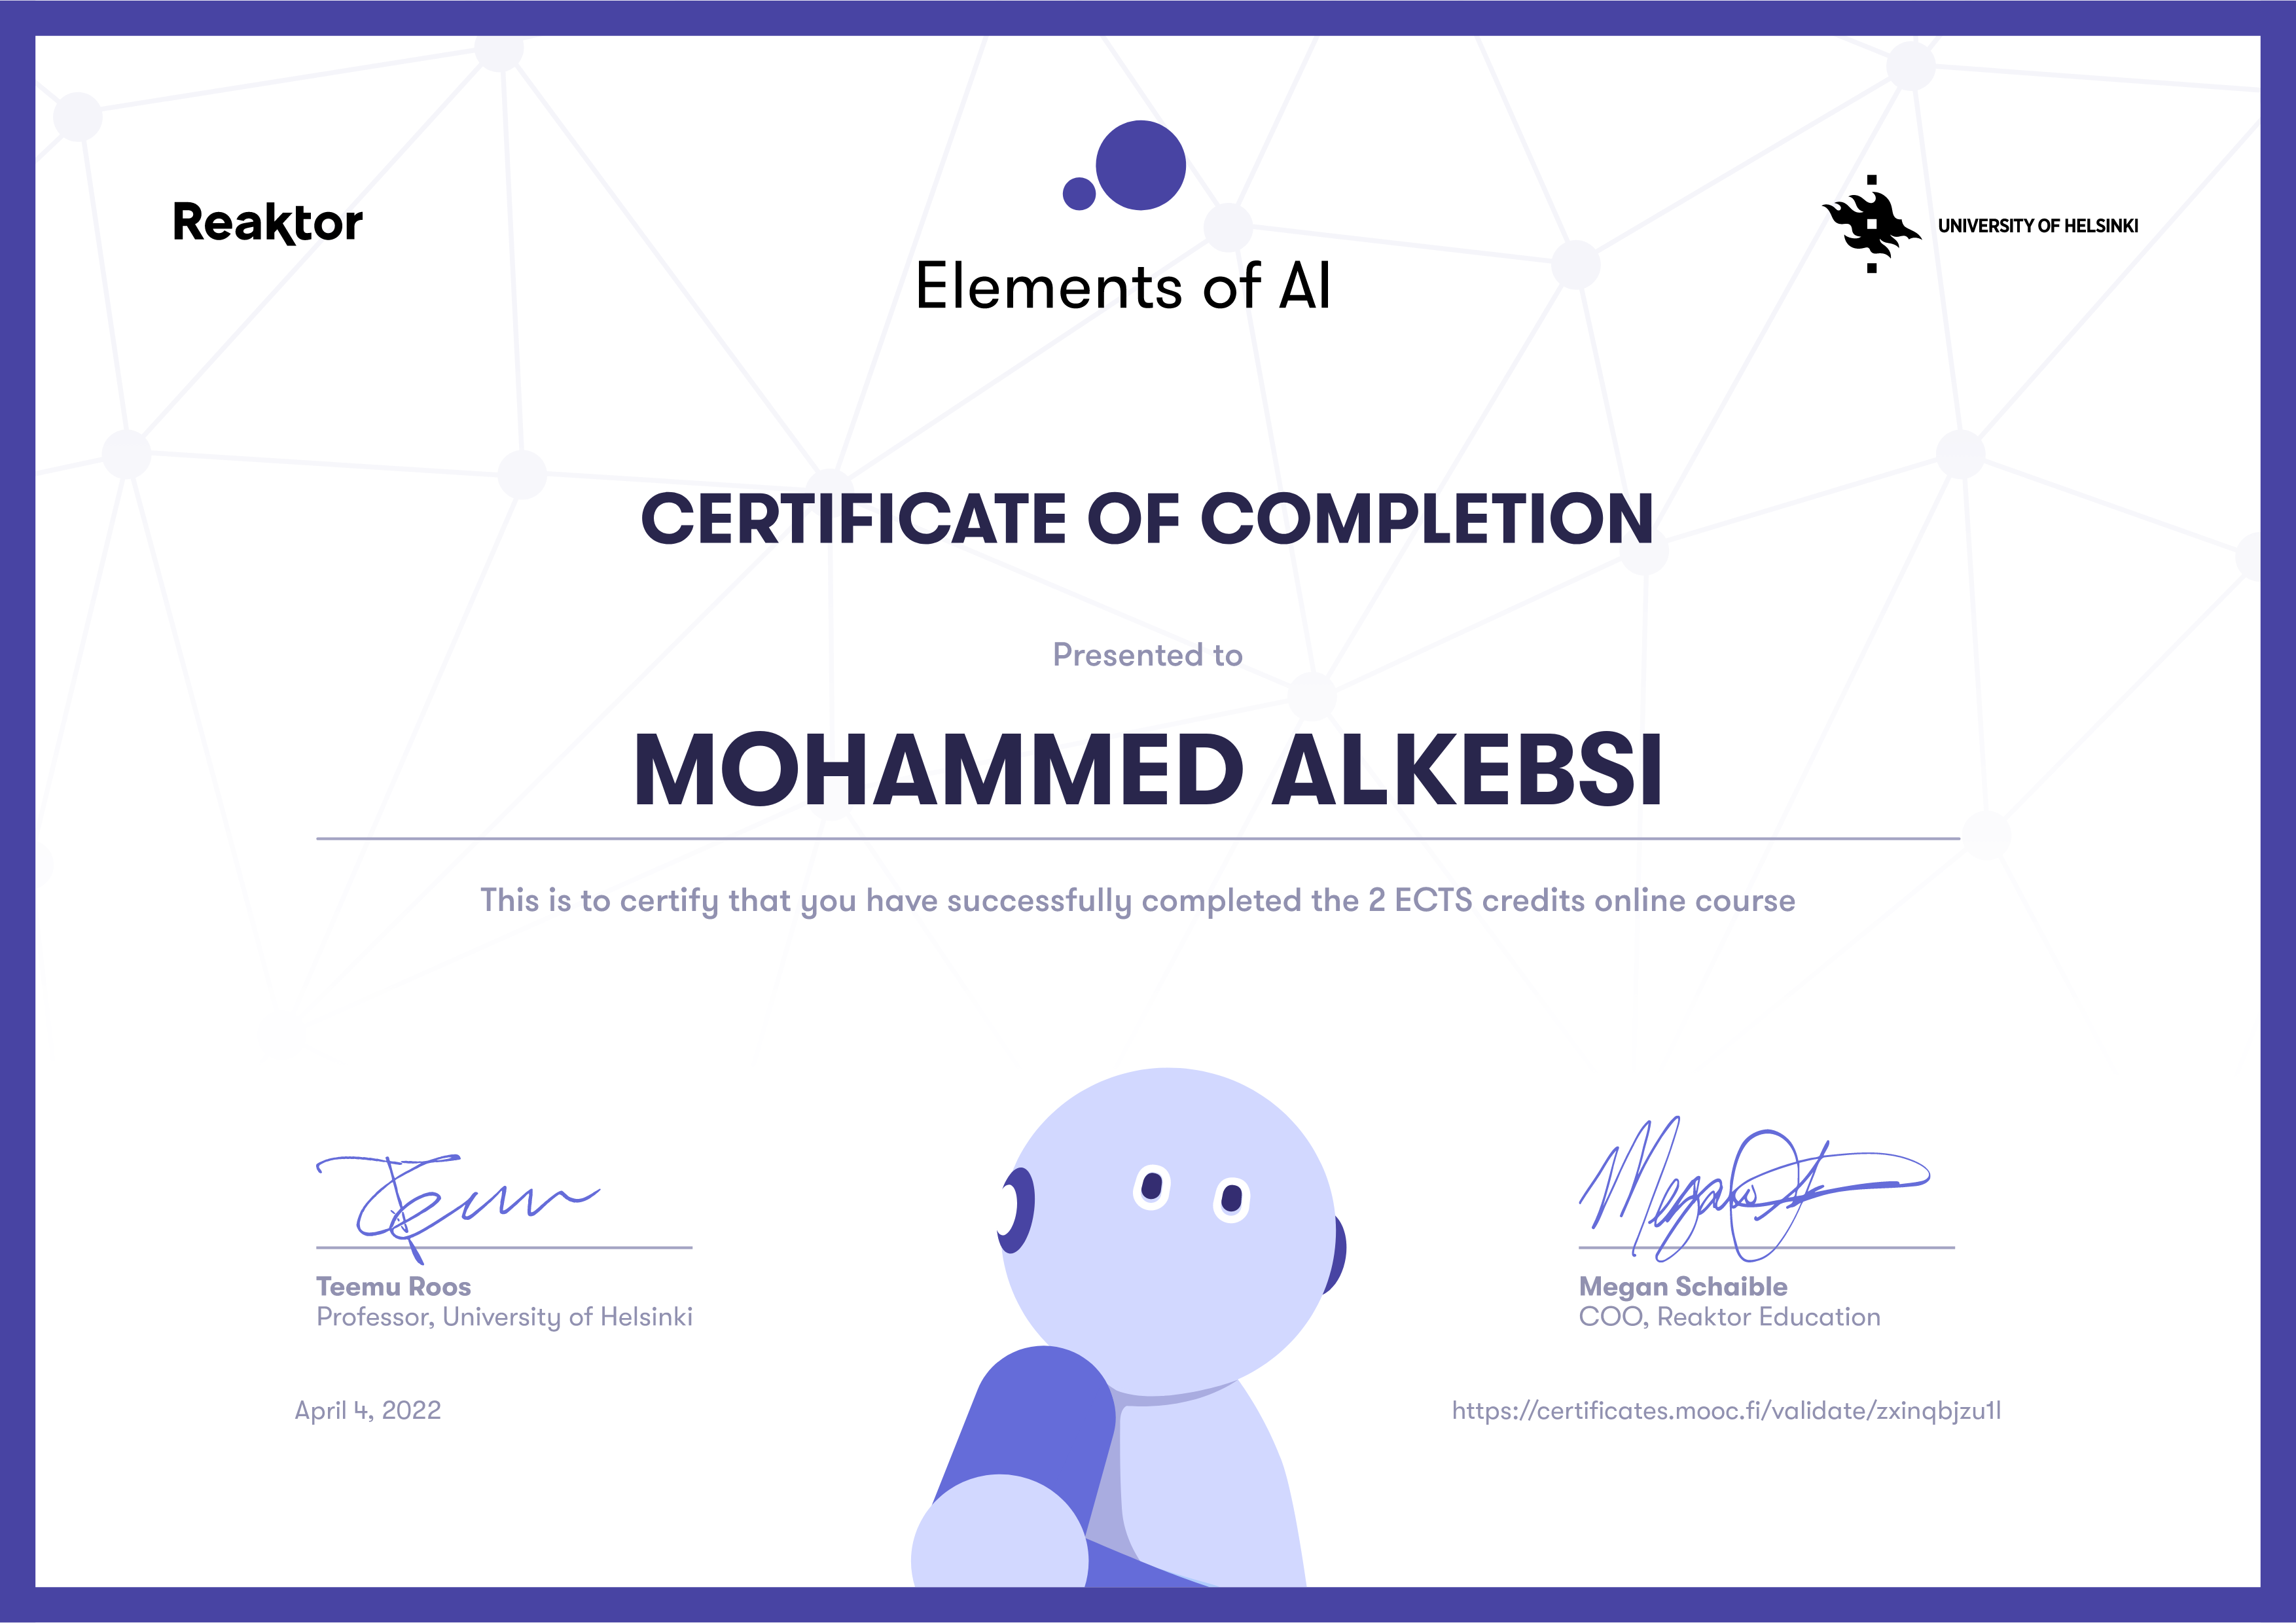 Reaktor
Elements of AI
UNIVERSITY OF HELSINKI
CERTIFICATE OF COMPLETION
Presented to
MOHAMMED ALKEBSI
This is to certify that you have successfully completed the 2 ECTS credits online course
Teemu Roos
Professor, University of Helsinki
Megan Schaible
COO, Reaktor Education
April 4, 2022
https://certificates.mooc.fi/validate/zxinqbjzu1l